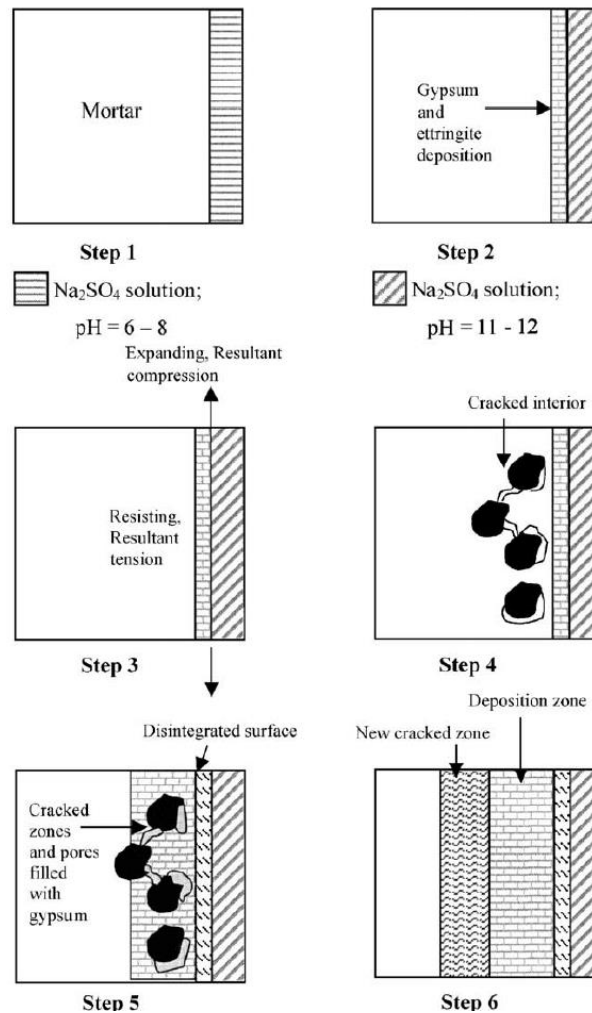 Mortar
Step 1
Na₂SO₄ solution;
pH = 6 – 8
Gypsum
and
ettringite
deposition
Step 2
Na₂SO₄ solution;
pH = 11 - 12
Expanding, Resultant
compression
Resisting,
Resultant
tension
Step 3
Cracked interior
Step 4
Disintegrated surface
Cracked
zones
and pores
filled
with
gypsum
Step 5
Deposition zone
New cracked zone
Step 6